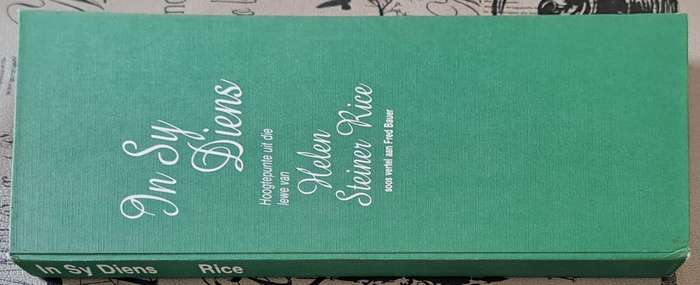 In Sy
Diens
Hoogtepunte uit die
lewe van
Helen
Steiner Rice
soos vertel aan Fred Bauer
In Sy Diens Rice